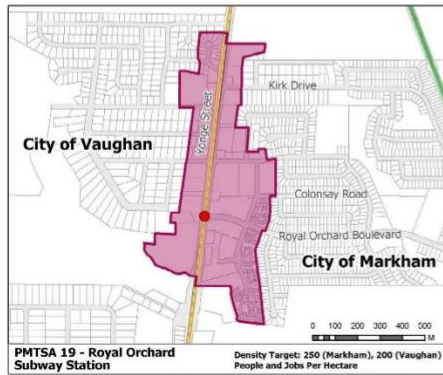 Kirk Drive
Yonge Street
City of Vaughan
Colonsay Road
Royal Orchard Boulevard
City of Markham
0 100 200 300 400 500
M
PMTSA 19 - Royal Orchard
Subway Station
Density Target: 250 (Markham), 200 (Vaughan)
People and Jobs Per Hectare